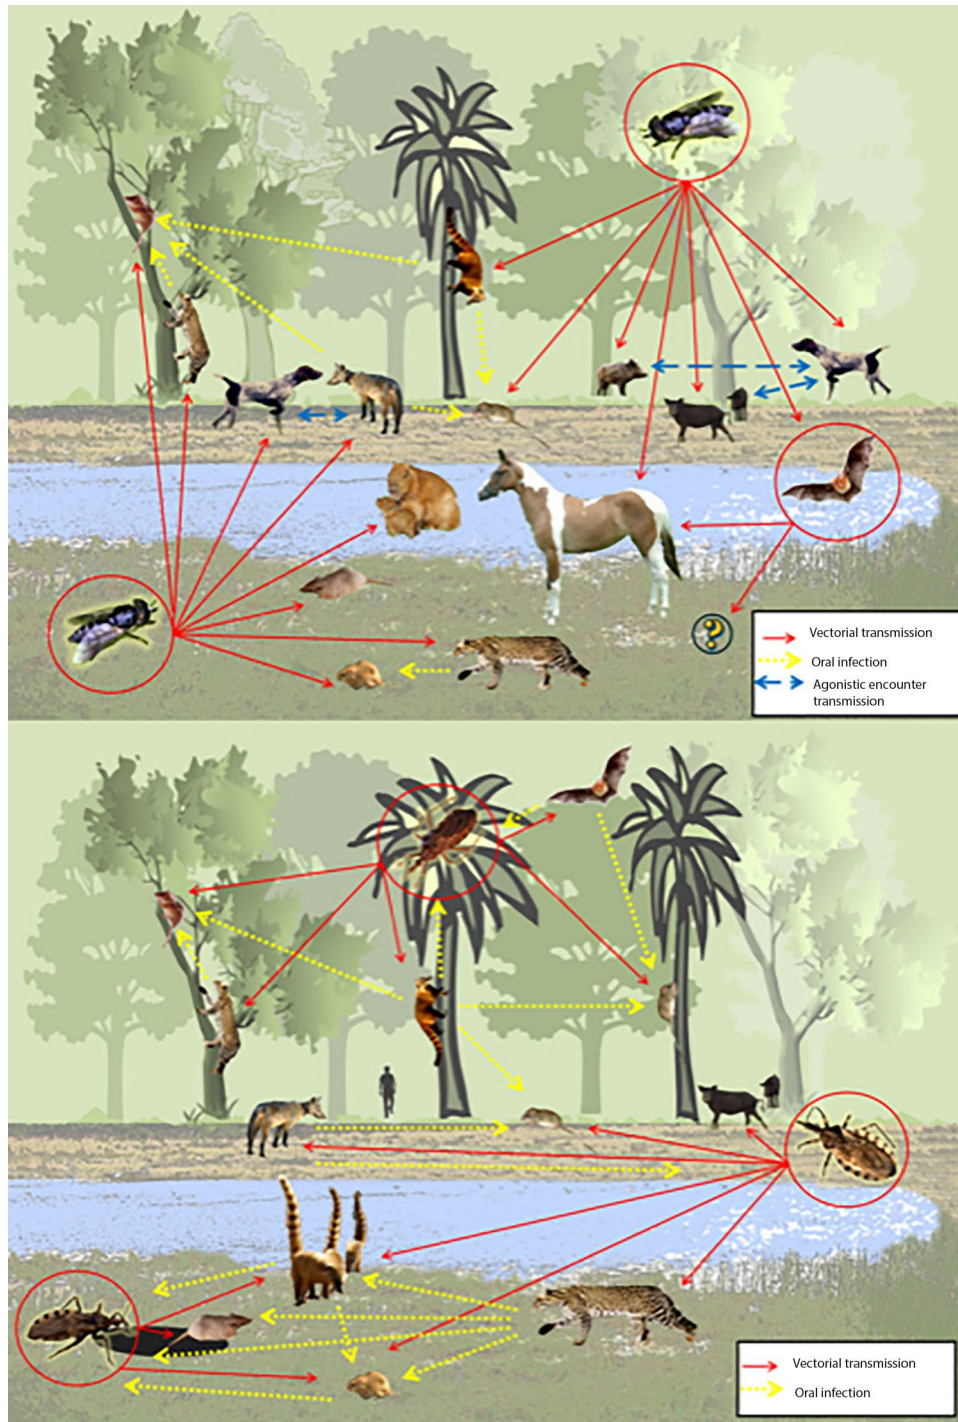 ?
Vectorial transmission
Oral infection
Agonistic encounter
transmission
Vectorial transmission
Oral infection